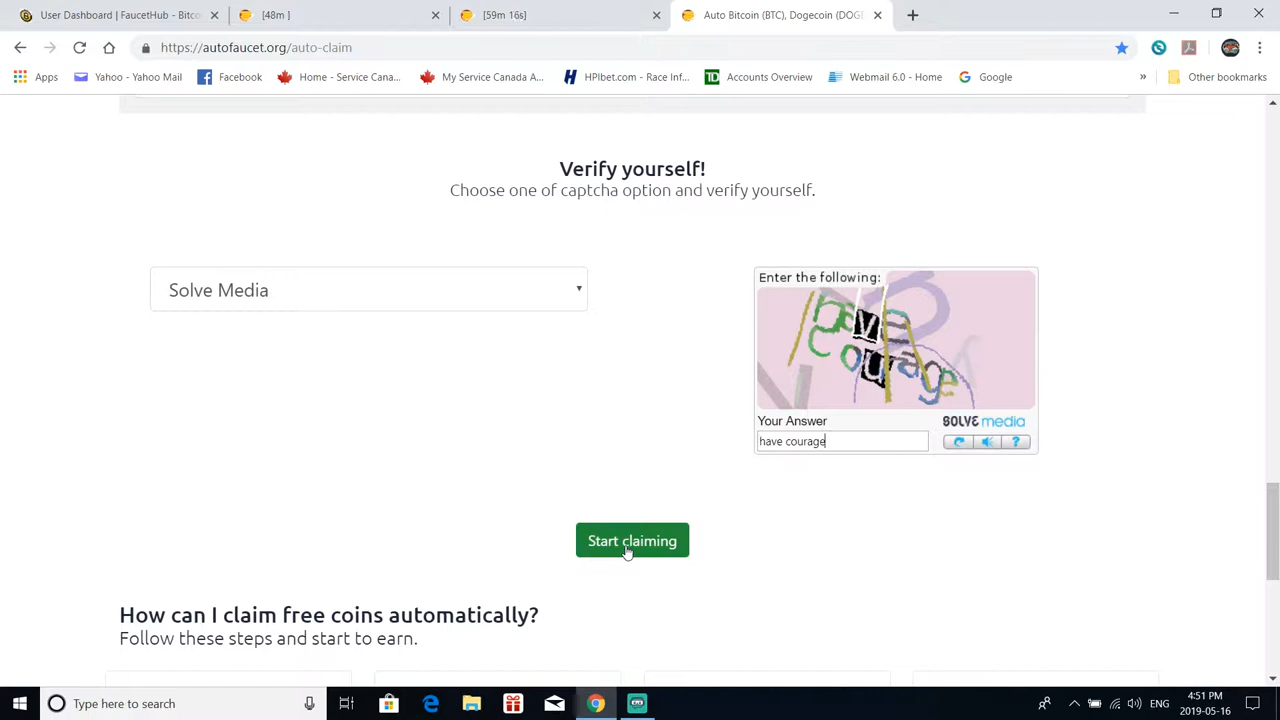 User Dashboard | FaucetHub - Bitco
[48m ]
[59m 16s]
Auto Bitcoin (BTC), Dogecoin (DOGE
https://autofaucet.org/auto-claim
Apps
Yahoo - Yahoo Mail
Facebook
Home - Service Cana...
My Service Canada A...
HPIbet.com - Race Inf...
TD
Accounts Overview
Webmail 6.0 - Home
Google
»
Other bookmarks
Verify yourself!
Choose one of captcha option and verify yourself.
Solve Media
Enter the following:
Your Answer
SOLVE media
have courage
?
Start claiming
How can I claim free coins automatically?
Follow these steps and start to earn.
Type here to search
ENG
4:51 PM
2019-05-16